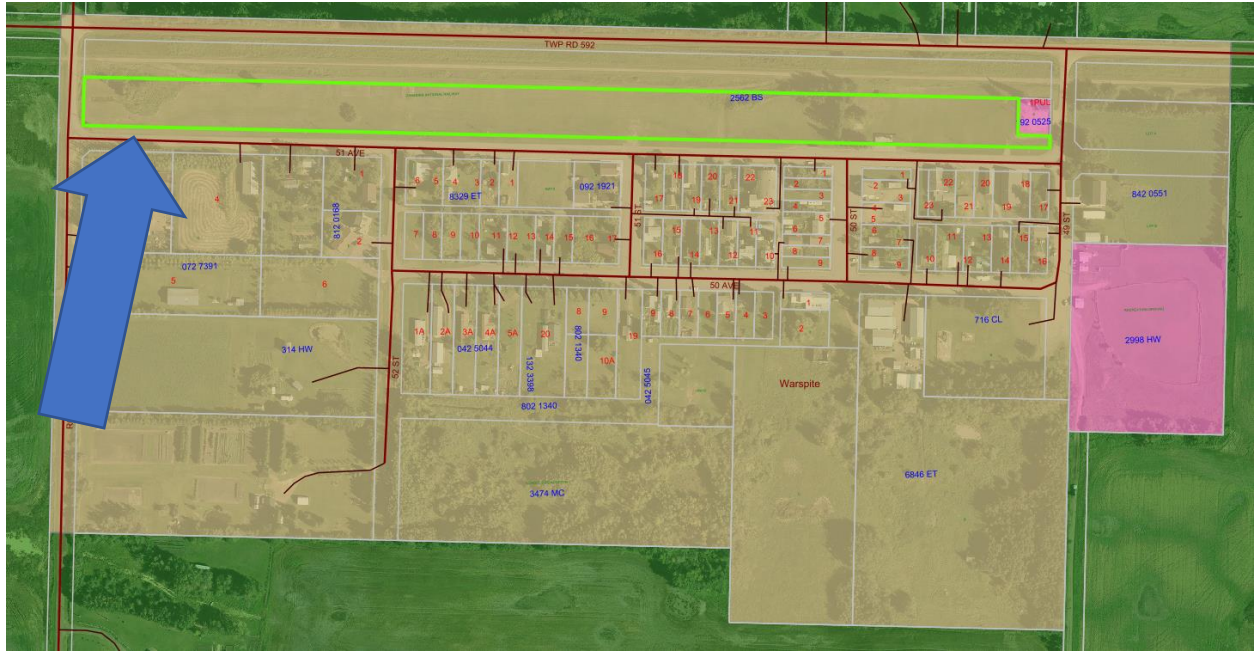 TWP RD 592
2562 BS
1PUL
92 0525
51 AVE
842 0551
4
812 0168
1
2
072 7391
5
6
314 HW
6 5 4 3 2 1
8329 ET
092 1921
7 8 9 10 11 12 13 14 15 16 17
51 ST
18 20 22
17 19 21 23
16 15 14 13 12 11 10
1
2 3
4 5
6 7
8 9
50 ST
1
2 3
4
5
6 7
8 9
22 20 18
23 21 19 17
10 11 12 13 14 15 16
49 ST
50 AVE
52 ST
1A 2A 3A 4A 5A
042 5044
20
132 3398
8 9
802 1340
10A
19
042 5045
802 1340
9 8 7 6 5 4 3
1
2
716 CL
2998 HW
Warspite
6846 ET
3474 MC